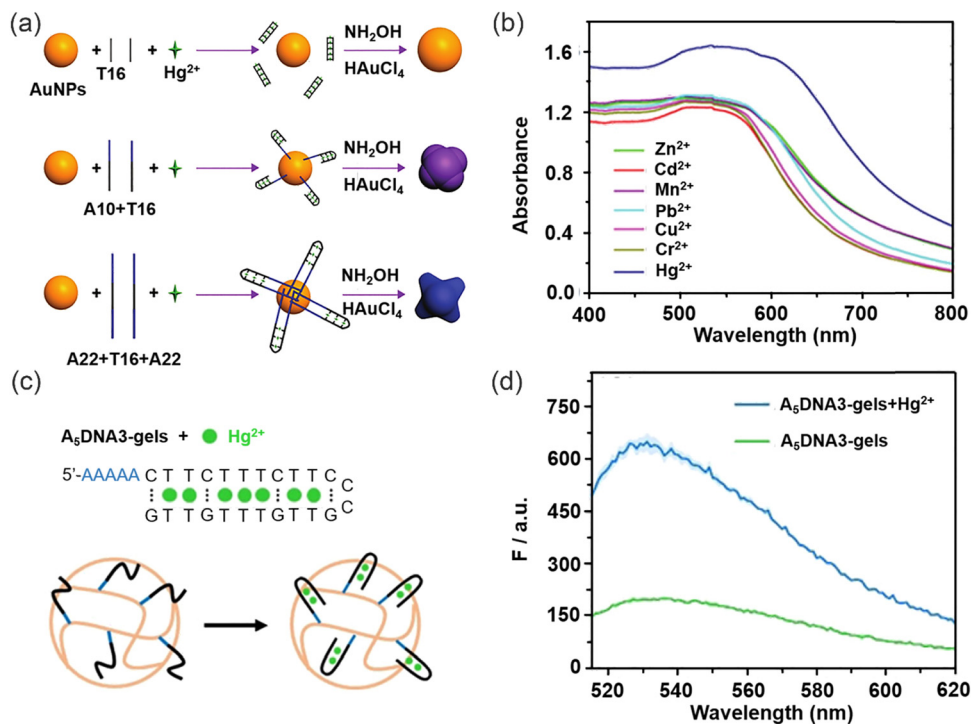 (a)
AuNPs
+
T16
+
Hg²⁺
NH₂OH
HAuCl₄
+
A10+T16
+
NH₂OH
HAuCl₄
+
A22+T16+A22
+
NH₂OH
HAuCl₄
(b)
Absorbance
1.6
1.2
0.8
0.4
0.0
Zn²⁺
Cd²⁺
Mn²⁺
Pb²⁺
Cu²⁺
Cr²⁺
Hg²⁺
400 500 600 700 800
Wavelength (nm)
(c)
A₅DNA3-gels + Hg²⁺
5'-AAAAA C T T C T T T C T T C C
C
G T T G T T T G T T G C
(d)
F / a.u.
750
600
450
300
150
0
A₅DNA3-gels+Hg²⁺
A₅DNA3-gels
520 540 560 580 600 620
Wavelength (nm)